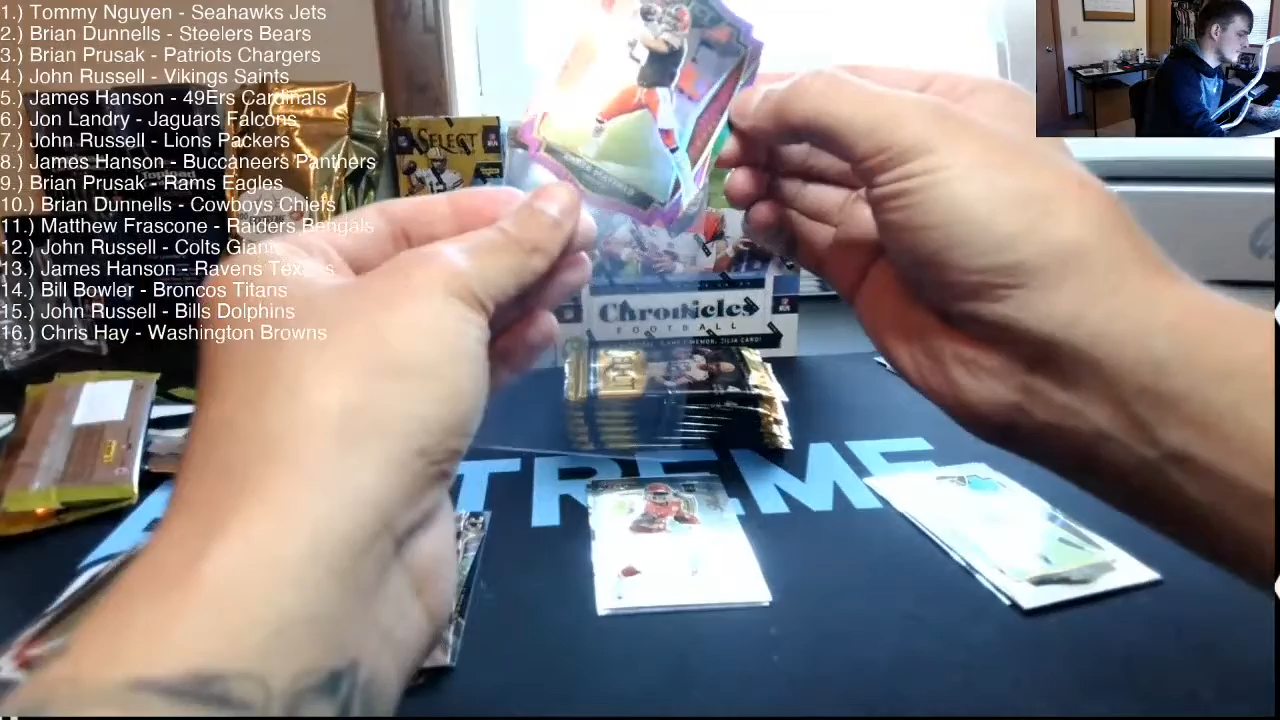 1.) Tommy Nguyen - Seahawks Jets
2.) Brian Dunnells - Steelers Bears
3.) Brian Prusak - Patriots Chargers
4.) John Russell - Vikings Saints
5.) James Hanson - 49Ers Cardinals
6.) Jon Landry - Jaguars Falcons
7.) John Russell - Lions Packers
8.) James Hanson - Buccaneers Panthers
9.) Brian Prusak - Rams Eagles
10.) Brian Dunnells - Cowboys Chiefs
11.) Matthew Frascone - Raiders Bengals
12.) John Russell - Colts Giants
13.) James Hanson - Ravens Texans
14.) Bill Bowler - Broncos Titans
15.) John Russell - Bills Dolphins
16.) Chris Hay - Washington Browns
SELECT
Chronicles
FOOTBALL
TREME